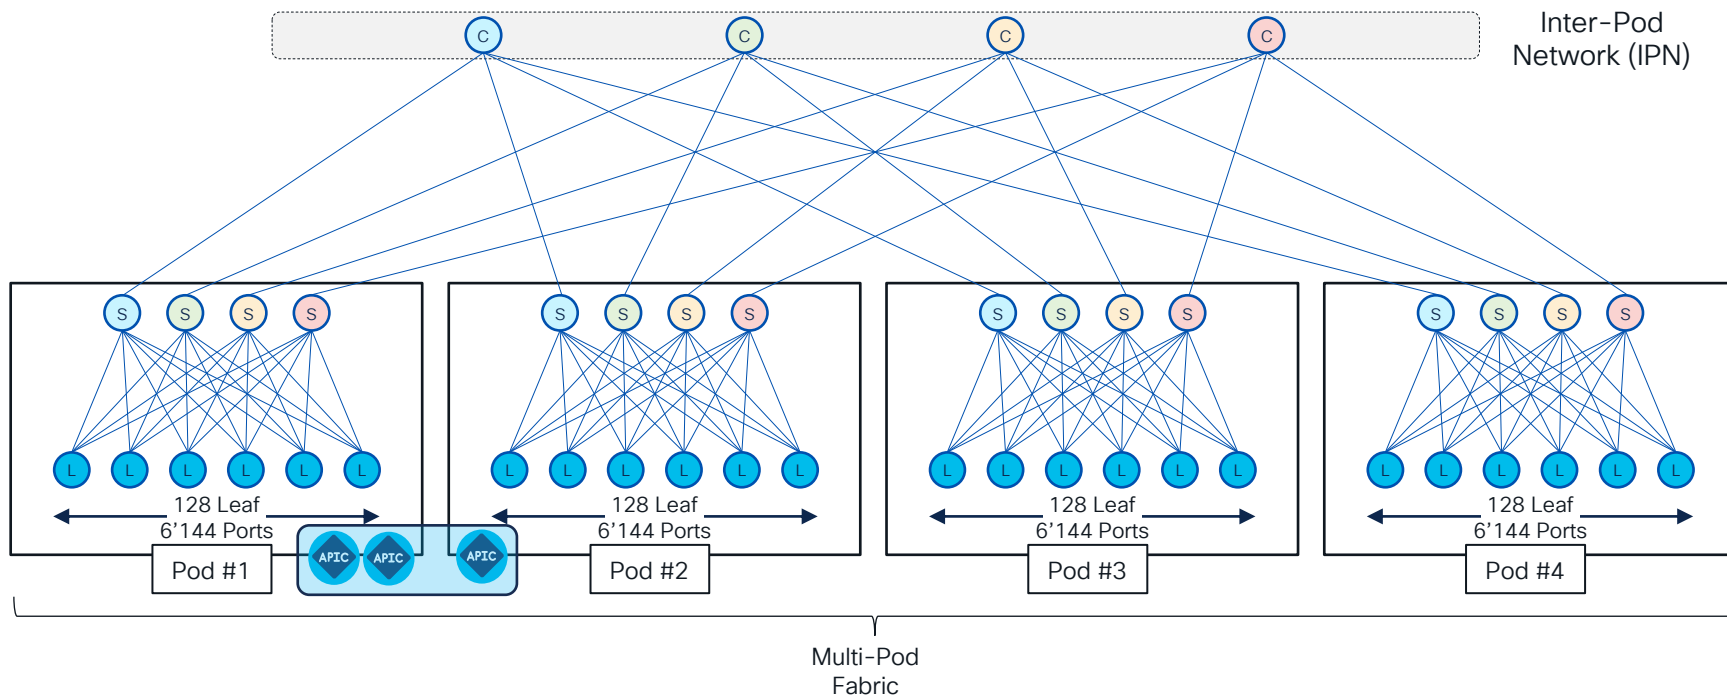 C C C C
Inter-Pod
Network (IPN)
S S S S S S S S S S S S S S S S
L L L L L L L L L L L L L L L L L L L L L L L L
128 Leaf
6’144 Ports
128 Leaf
6’144 Ports
128 Leaf
6’144 Ports
128 Leaf
6’144 Ports
APIC APIC APIC
Pod #1
Pod #2
Pod #3
Pod #4
Multi-Pod
Fabric